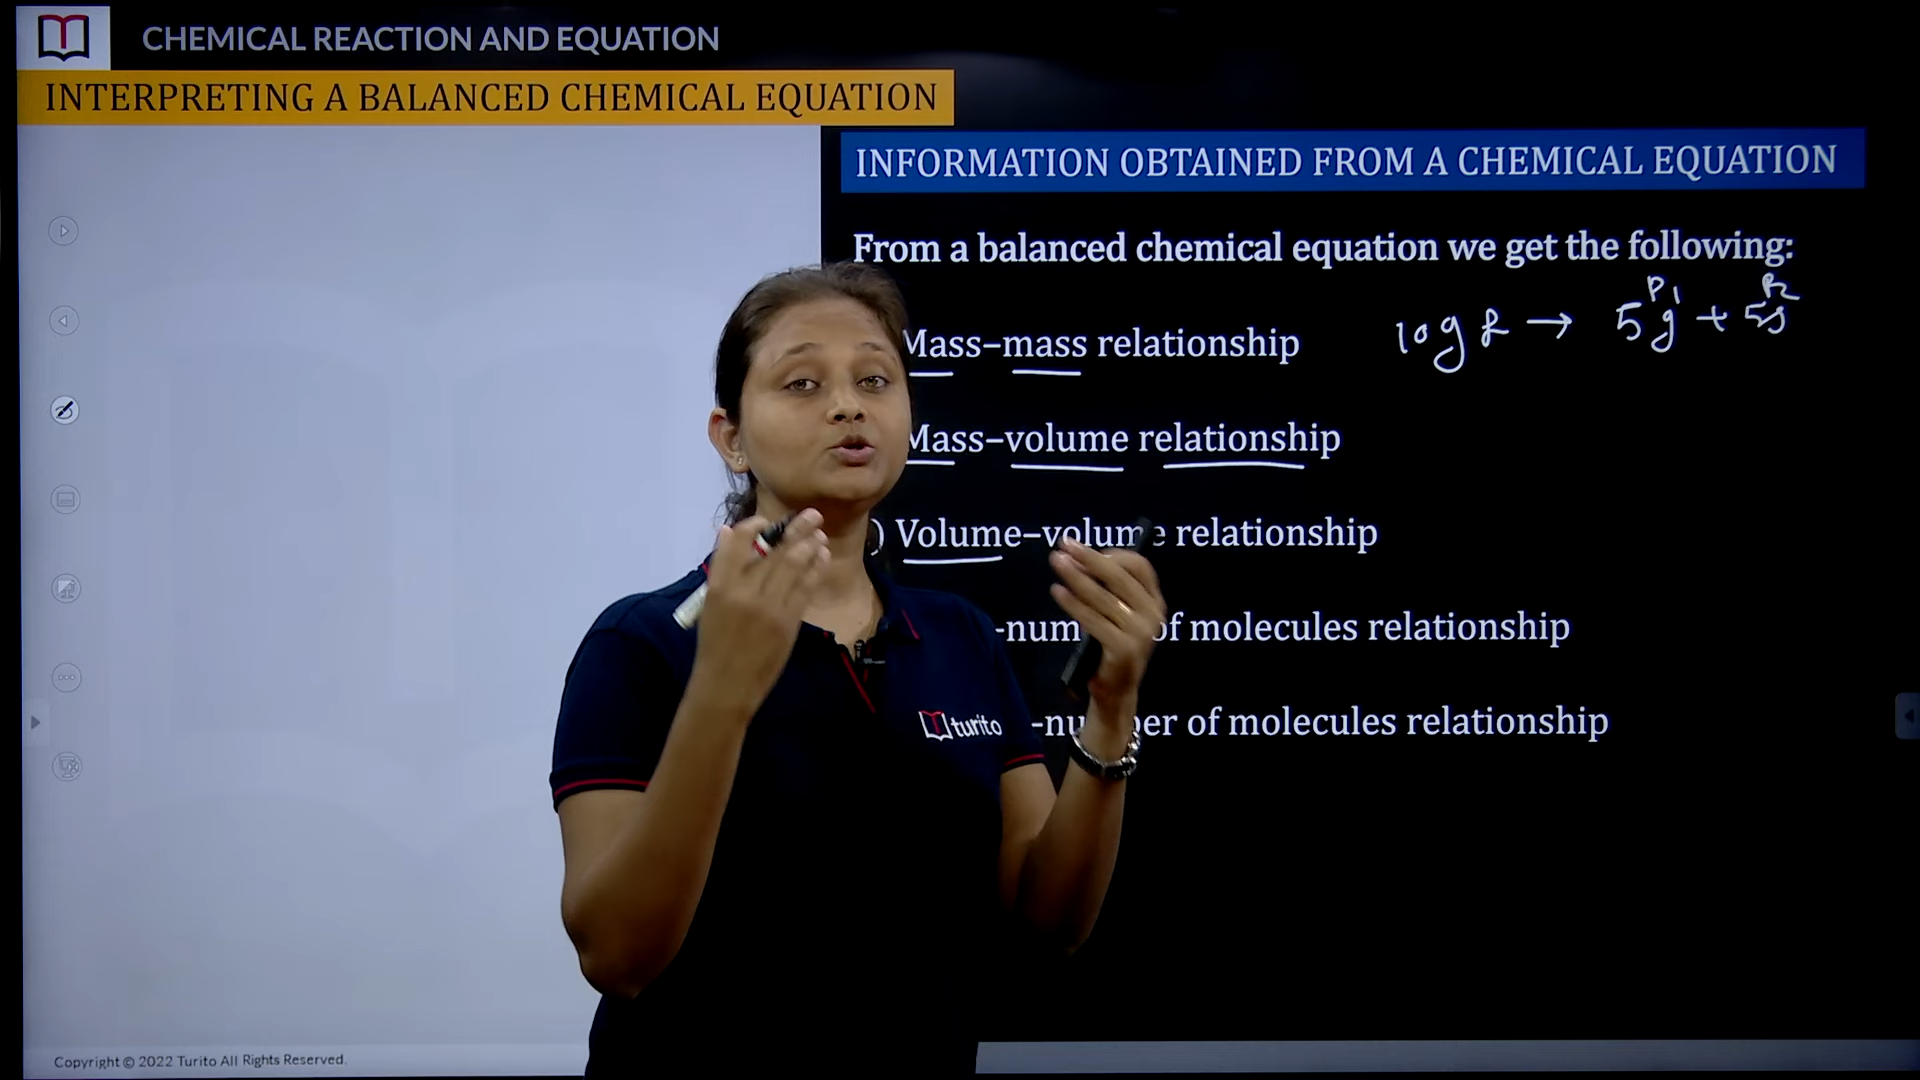 CHEMICAL REACTION AND EQUATION
INTERPRETING A BALANCED CHEMICAL EQUATION
INFORMATION OBTAINED FROM A CHEMICAL EQUATION
From a balanced chemical equation we get the following:
Mass–mass relationship
10g R → 5g + 5g
P1 P2
Mass–volume relationship
) Volume–volume relationship
of molecules relationship
of molecules relationship
turito
Copyright © 2022 Turito All Rights Reserved.